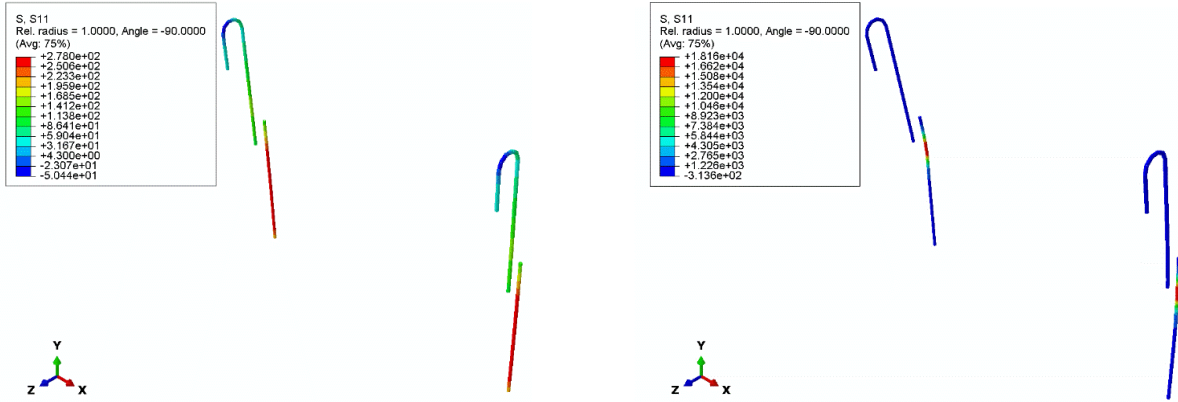 S, S11
Rel. radius = 1.0000, Angle = -90.0000
(Avg: 75%)
+2.780e+02
+2.506e+02
+2.233e+02
+1.959e+02
+1.685e+02
+1.412e+02
+1.138e+02
+8.641e+01
+5.904e+01
+3.167e+01
+4.300e+00
-2.307e+01
-5.044e+01
Y
Z X
S, S11
Rel. radius = 1.0000, Angle = -90.0000
(Avg: 75%)
+1.816e+04
+1.662e+04
+1.508e+04
+1.354e+04
+1.200e+04
+1.046e+04
+8.923e+03
+7.384e+03
+5.844e+03
+4.305e+03
+2.765e+03
+1.226e+03
-3.136e+02
Y
Z X